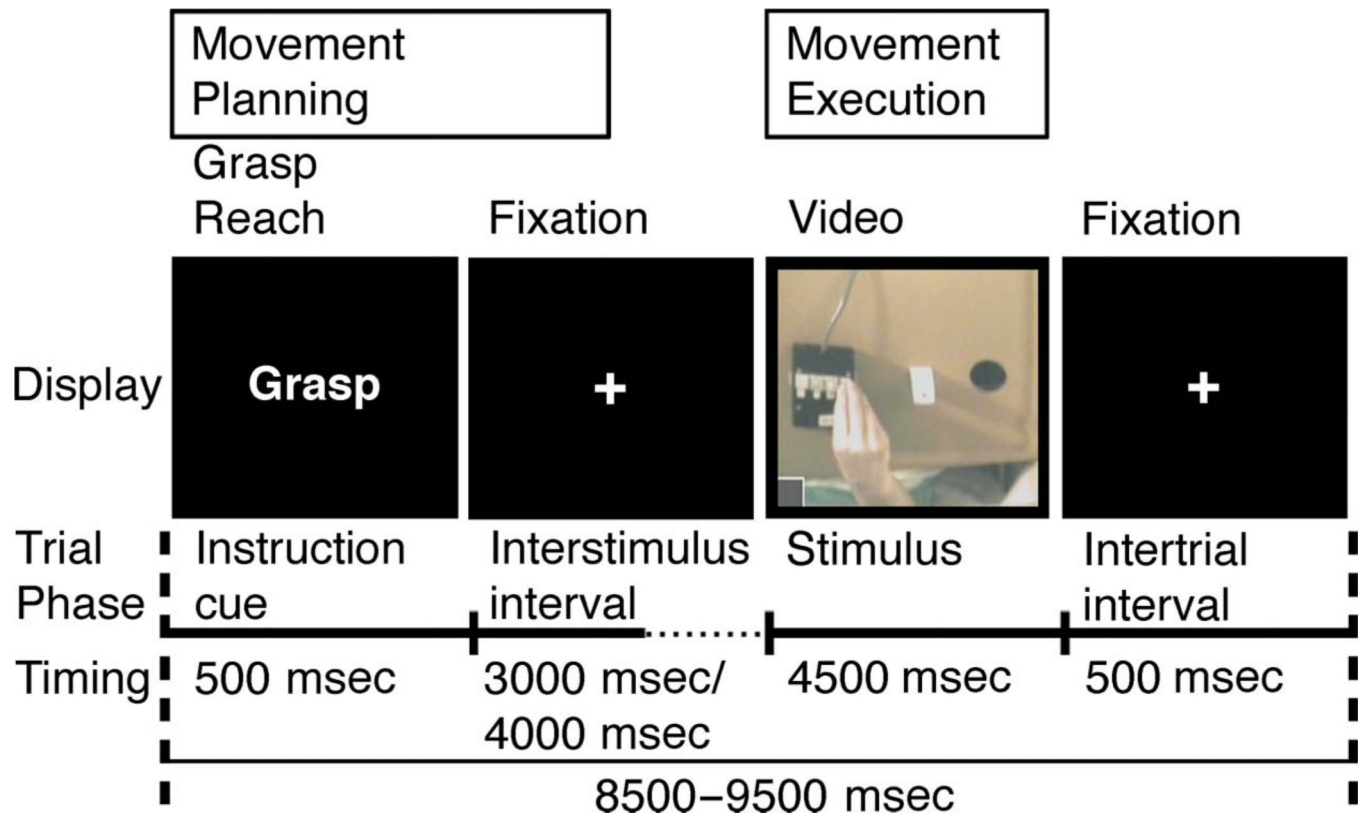 Movement
Planning
Movement
Execution
Grasp
Reach
Fixation
Video
Fixation
Display
Grasp
+
+
Trial
Phase
Instruction
cue
Interstimulus
interval
Stimulus
Intertrial
interval
Timing
500 msec
3000 msec/
4000 msec
4500 msec
500 msec
8500–9500 msec